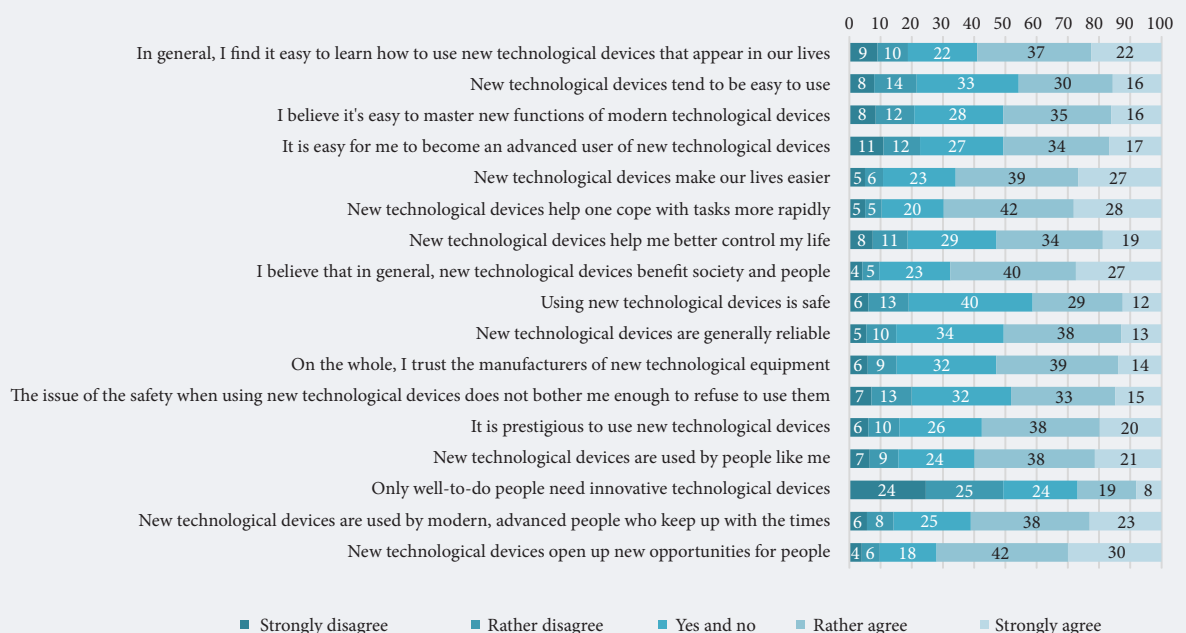 0 10 20 30 40 50 60 70 80 90 100
In general, I find it easy to learn how to use new technological devices that appear in our lives 9 10 22 37 22
New technological devices tend to be easy to use 8 14 33 30 16
I believe it's easy to master new functions of modern technological devices 8 12 28 35 16
It is easy for me to become an advanced user of new technological devices 11 12 27 34 17
New technological devices make our lives easier 5 6 23 39 27
New technological devices help one cope with tasks more rapidly 5 5 20 42 28
New technological devices help me better control my life 8 11 29 34 19
I believe that in general, new technological devices benefit society and people 4 5 23 40 27
Using new technological devices is safe 6 13 40 29 12
New technological devices are generally reliable 5 10 34 38 13
On the whole, I trust the manufacturers of new technological equipment 6 9 32 39 14
The issue of the safety when using new technological devices does not bother me enough to refuse to use them 7 13 32 33 15
It is prestigious to use new technological devices 6 10 26 38 20
New technological devices are used by people like me 7 9 24 38 21
Only well-to-do people need innovative technological devices 24 25 24 19 8
New technological devices are used by modern, advanced people who keep up with the times 6 8 25 38 23
New technological devices open up new opportunities for people 4 6 18 42 30
Strongly disagree Rather disagree Yes and no Rather agree Strongly agree